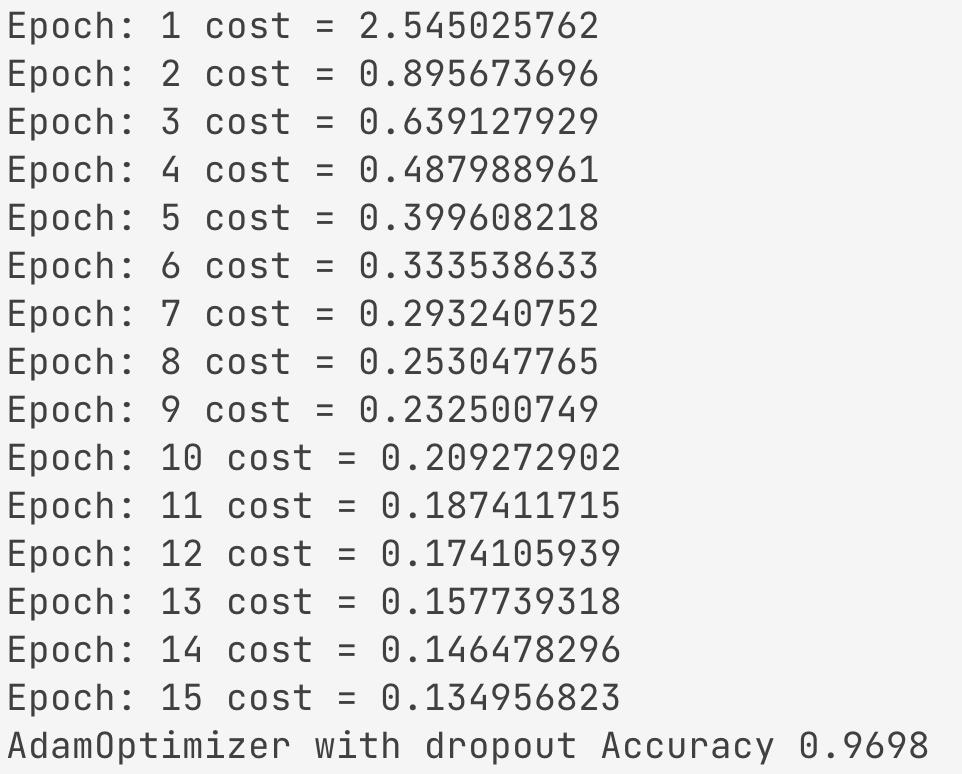 Epoch: 1 cost = 2.545025762
Epoch: 2 cost = 0.895673696
Epoch: 3 cost = 0.639127929
Epoch: 4 cost = 0.487988961
Epoch: 5 cost = 0.399608218
Epoch: 6 cost = 0.333538633
Epoch: 7 cost = 0.293240752
Epoch: 8 cost = 0.253047765
Epoch: 9 cost = 0.232500749
Epoch: 10 cost = 0.209272902
Epoch: 11 cost = 0.187411715
Epoch: 12 cost = 0.174105939
Epoch: 13 cost = 0.157739318
Epoch: 14 cost = 0.146478296
Epoch: 15 cost = 0.134956823
AdamOptimizer with dropout Accuracy 0.9698